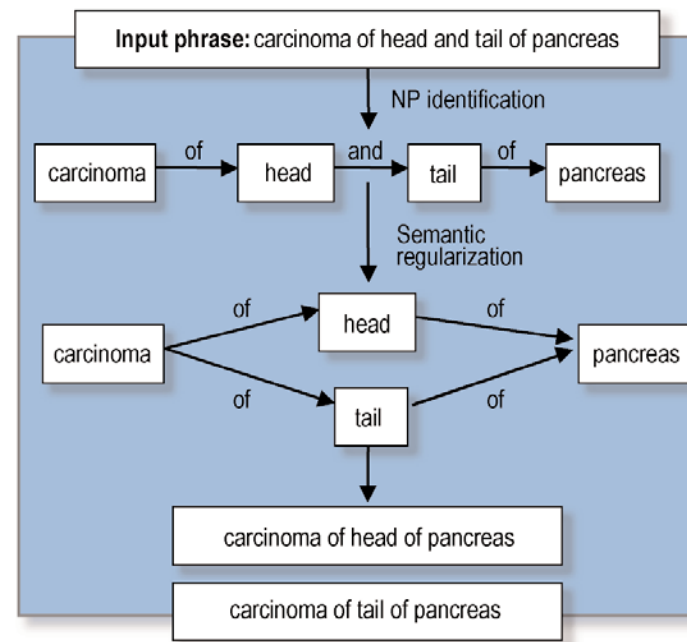 Input phrase: carcinoma of head and tail of pancreas
NP identification
carcinoma of head and tail of pancreas
Semantic
regularization
of head of
carcinoma pancreas
of tail of
carcinoma of head of pancreas
carcinoma of tail of pancreas